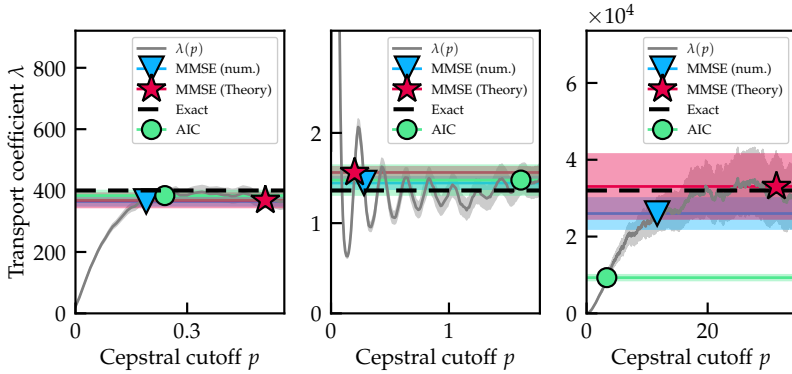 ×10⁴
Transport coefficient λ
800
600
400
200
0
0
0.3
Cepstral cutoff p
λ(p)
MMSE (num.)
MMSE (Theory)
Exact
AIC
2
1
0
0
1
Cepstral cutoff p
λ(p)
MMSE (num.)
MMSE (Theory)
Exact
AIC
6
4
2
0
0
20
Cepstral cutoff p
λ(p)
MMSE (num.)
MMSE (Theory)
Exact
AIC